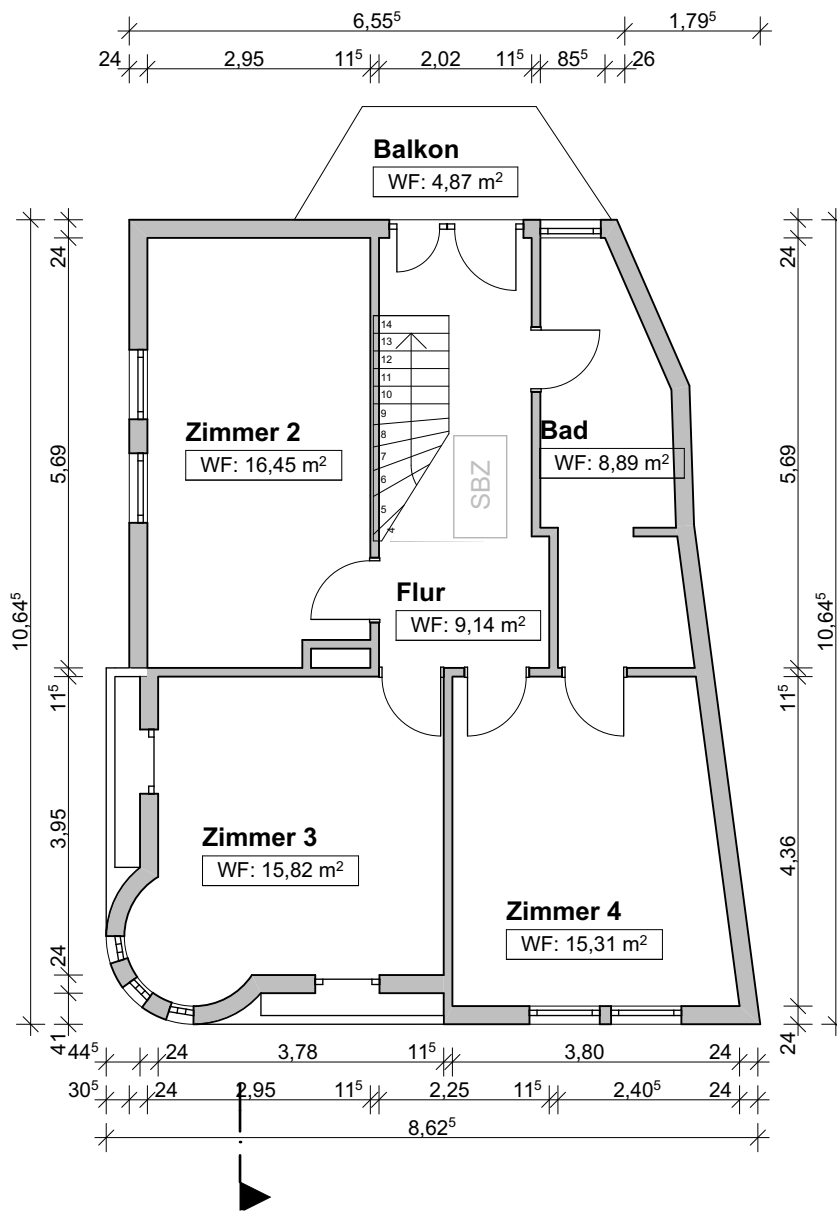 6,55⁵ 1,79⁵
24 2,95 11⁵ 2,02 11⁵ 85⁵ 26
Balkon
WF: 4,87 m²
24 24
14
13
12
11
10
9
8
7
6
5
4
Zimmer 2
WF: 16,45 m²
Bad
WF: 8,89 m²
SBZ
5,69 5,69
Flur
WF: 9,14 m²
10,64⁵ 10,64⁵
11⁵ 11⁵
Zimmer 3
WF: 15,82 m²
3,95 4,36
Zimmer 4
WF: 15,31 m²
24
41 24
44⁵ 24 3,78 11⁵ 3,80 24
30⁵ 24 2,95 11⁵ 2,25 11⁵ 2,40⁵ 24
8,62⁵